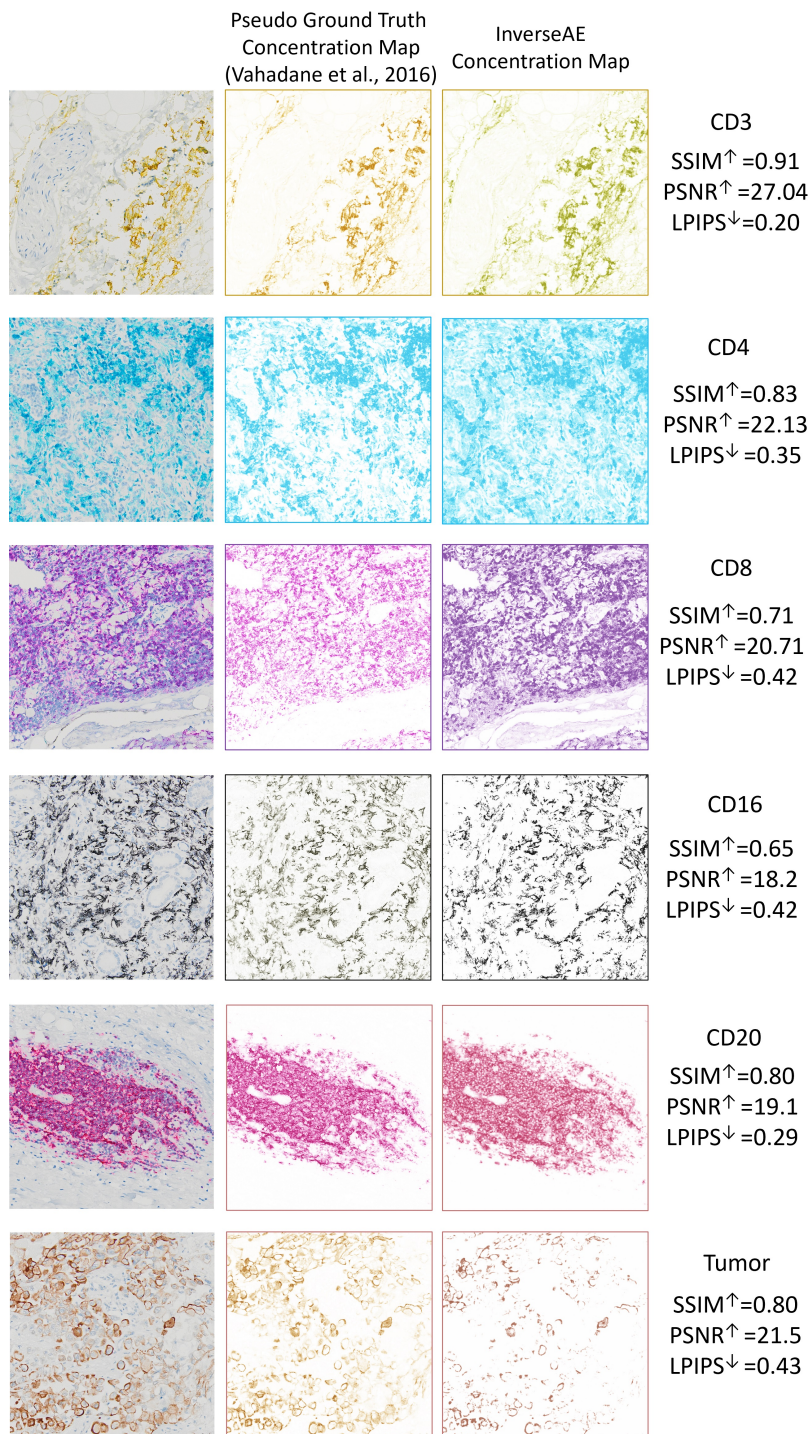 Pseudo Ground Truth
Concentration Map
(Vahadane et al., 2016)
InverseAE
Concentration Map
CD3
SSIM↑=0.91
PSNR↑=27.04
LPIPS↓=0.20
CD4
SSIM↑=0.83
PSNR↑=22.13
LPIPS↓=0.35
CD8
SSIM↑=0.71
PSNR↑=20.71
LPIPS↓=0.42
CD16
SSIM↑=0.65
PSNR↑=18.2
LPIPS↓=0.42
CD20
SSIM↑=0.80
PSNR↑=19.1
LPIPS↓=0.29
Tumor
SSIM↑=0.80
PSNR↑=21.5
LPIPS↓=0.43